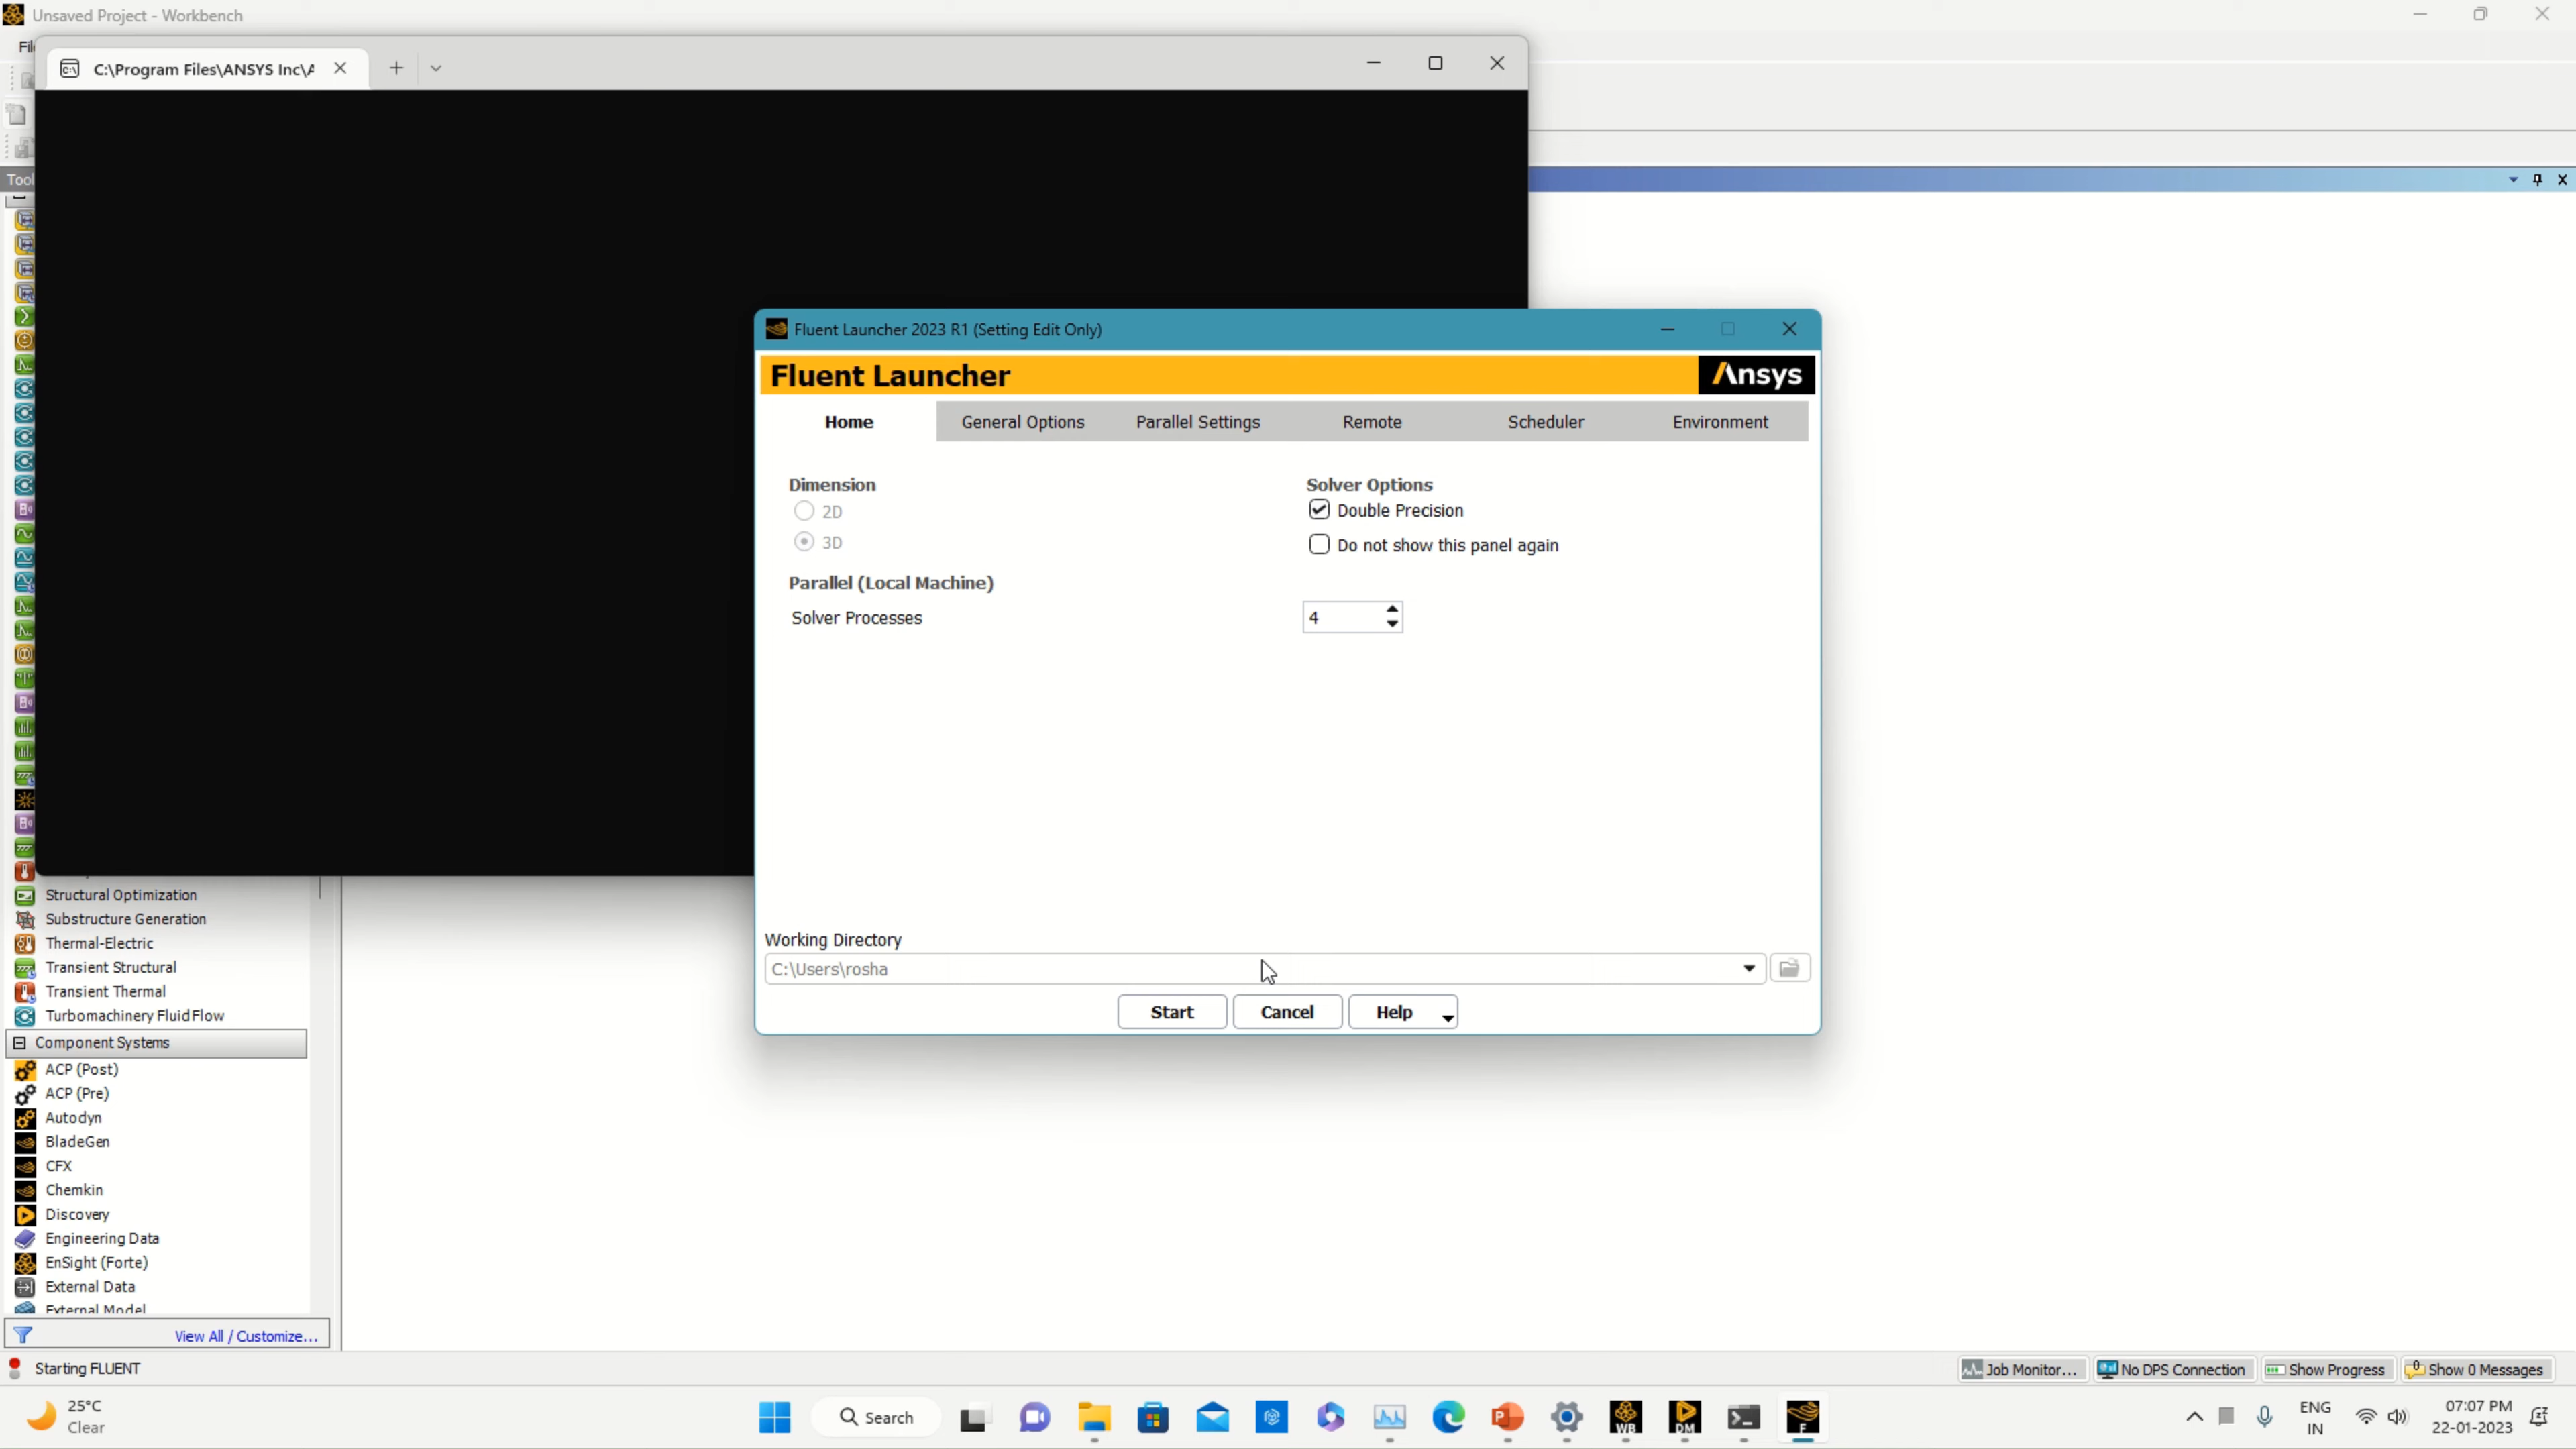 Unsaved Project - Workbench
C:\Program Files\ANSYS Inc\A
Fluent Launcher 2023 R1 (Setting Edit Only)
Fluent Launcher
Ansys
Home
General Options
Parallel Settings
Remote
Scheduler
Environment
Dimension
2D
3D
Solver Options
Double Precision
Do not show this panel again
Parallel (Local Machine)
Solver Processes
4
Working Directory
C:\Users\rosha
Start
Cancel
Help
Structural Optimization
Substructure Generation
Thermal-Electric
Transient Structural
Transient Thermal
Turbomachinery Fluid Flow
Component Systems
ACP (Post)
ACP (Pre)
Autodyn
BladeGen
CFX
Chemkin
Discovery
Engineering Data
EnSight (Forte)
External Data
External Model
View All / Customize...
Starting FLUENT
Job Monitor...
No DPS Connection
Show Progress
Show 0 Messages
25°C
Clear
Search
ENG
IN
07:07 PM
22-01-2023